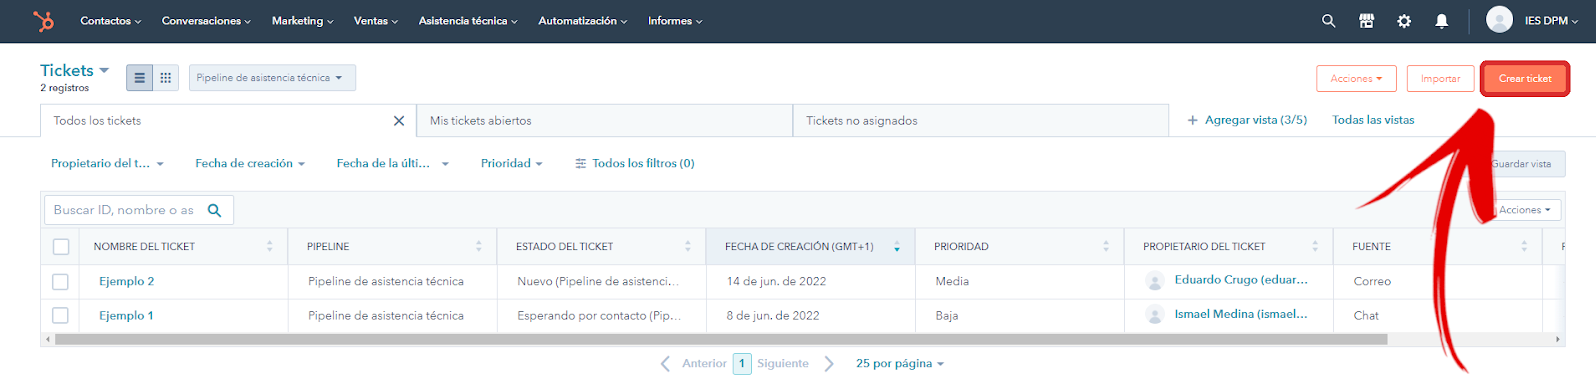 Contactos Conversaciones Marketing Ventas Asistencia técnica Automatización Informes IES DPM
Tickets
2 registros
Pipeline de asistencia técnica
Acciones Importar Crear ticket
Todos los tickets Mis tickets abiertos Tickets no asignados + Agregar vista (3/5) Todas las vistas
Propietario del t... Fecha de creación Fecha de la últi... Prioridad Todos los filtros (0) Guardar vista
Buscar ID, nombre o as Acciones
NOMBRE DEL TICKET PIPELINE ESTADO DEL TICKET FECHA DE CREACIÓN (GMT+1) PRIORIDAD PROPIETARIO DEL TICKET FUENTE
Ejemplo 2 Pipeline de asistencia técnica Nuevo (Pipeline de asistenci... 14 de jun. de 2022 Media Eduardo Crugo (eduar... Correo
Ejemplo 1 Pipeline de asistencia técnica Esperando por contacto (Pip... 8 de jun. de 2022 Baja Ismael Medina (ismael... Chat
Anterior 1 Siguiente 25 por página